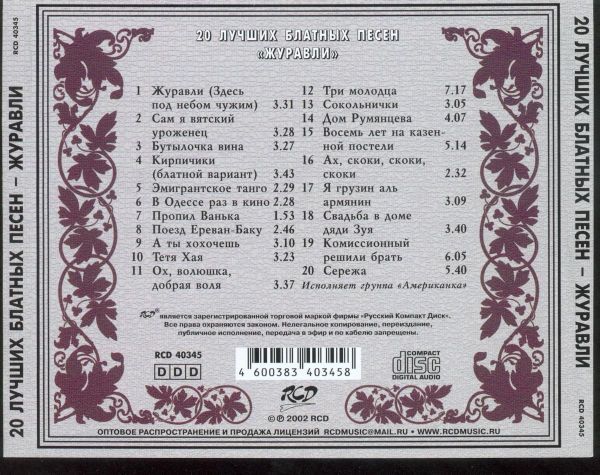 20 ЛУЧШИХ БЛАТНЫХ ПЕСЕН
«ЖУРАВЛИ»
1 Журавли (Здесь
под небом чужим) 3.31
2 Сам я вятский
уроженец 3.28
3 Бутылочка вина 3.27
4 Кирпичики
(блатной вариант) 3.43
5 Эмигрантское танго 2.29
6 В Одессе раз в кино 2.28
7 Пропил Ванька 1.53
8 Поезд Ереван-Баку 2.46
9 А ты хохочешь 3.10
10 Тетя Хая 3.23
11 Ох, волюшка,
добрая воля 3.37
12 Три молодца 7.17
13 Сокольнички 3.05
14 Дом Румянцева 4.07
15 Восемь лет на казен-
ной постели 5.14
16 Ах, скоки, скоки,
скоки 2.32
17 Я грузин аль
армянин 3.09
18 Свадьба в доме
дяди Зуя 3.40
19 Комиссионный
решили брать 6.05
20 Сережа 5.40
Исполняет группа «Американка»
RCD® является зарегистрированной торговой маркой фирмы «Русский Компакт Диск».
Все права охраняются законом. Нелегальное копирование, переиздание,
публичное исполнение, передача в эфир и по кабелю запрещены.
RCD 40345
DDD
4 600383 403458
RCD
℗© 2002 RCD
COMPACT
disc
DIGITAL AUDIO
ОПТОВОЕ РАСПРОСТРАНЕНИЕ И ПРОДАЖА ЛИЦЕНЗИЙ RCDMUSIC@MAIL.RU • WWW.RCDMUSIC.RU
20 ЛУЧШИХ БЛАТНЫХ ПЕСЕН – ЖУРАВЛИ
RCD 40345
20 ЛУЧШИХ БЛАТНЫХ ПЕСЕН – ЖУРАВЛИ
RCD 40345